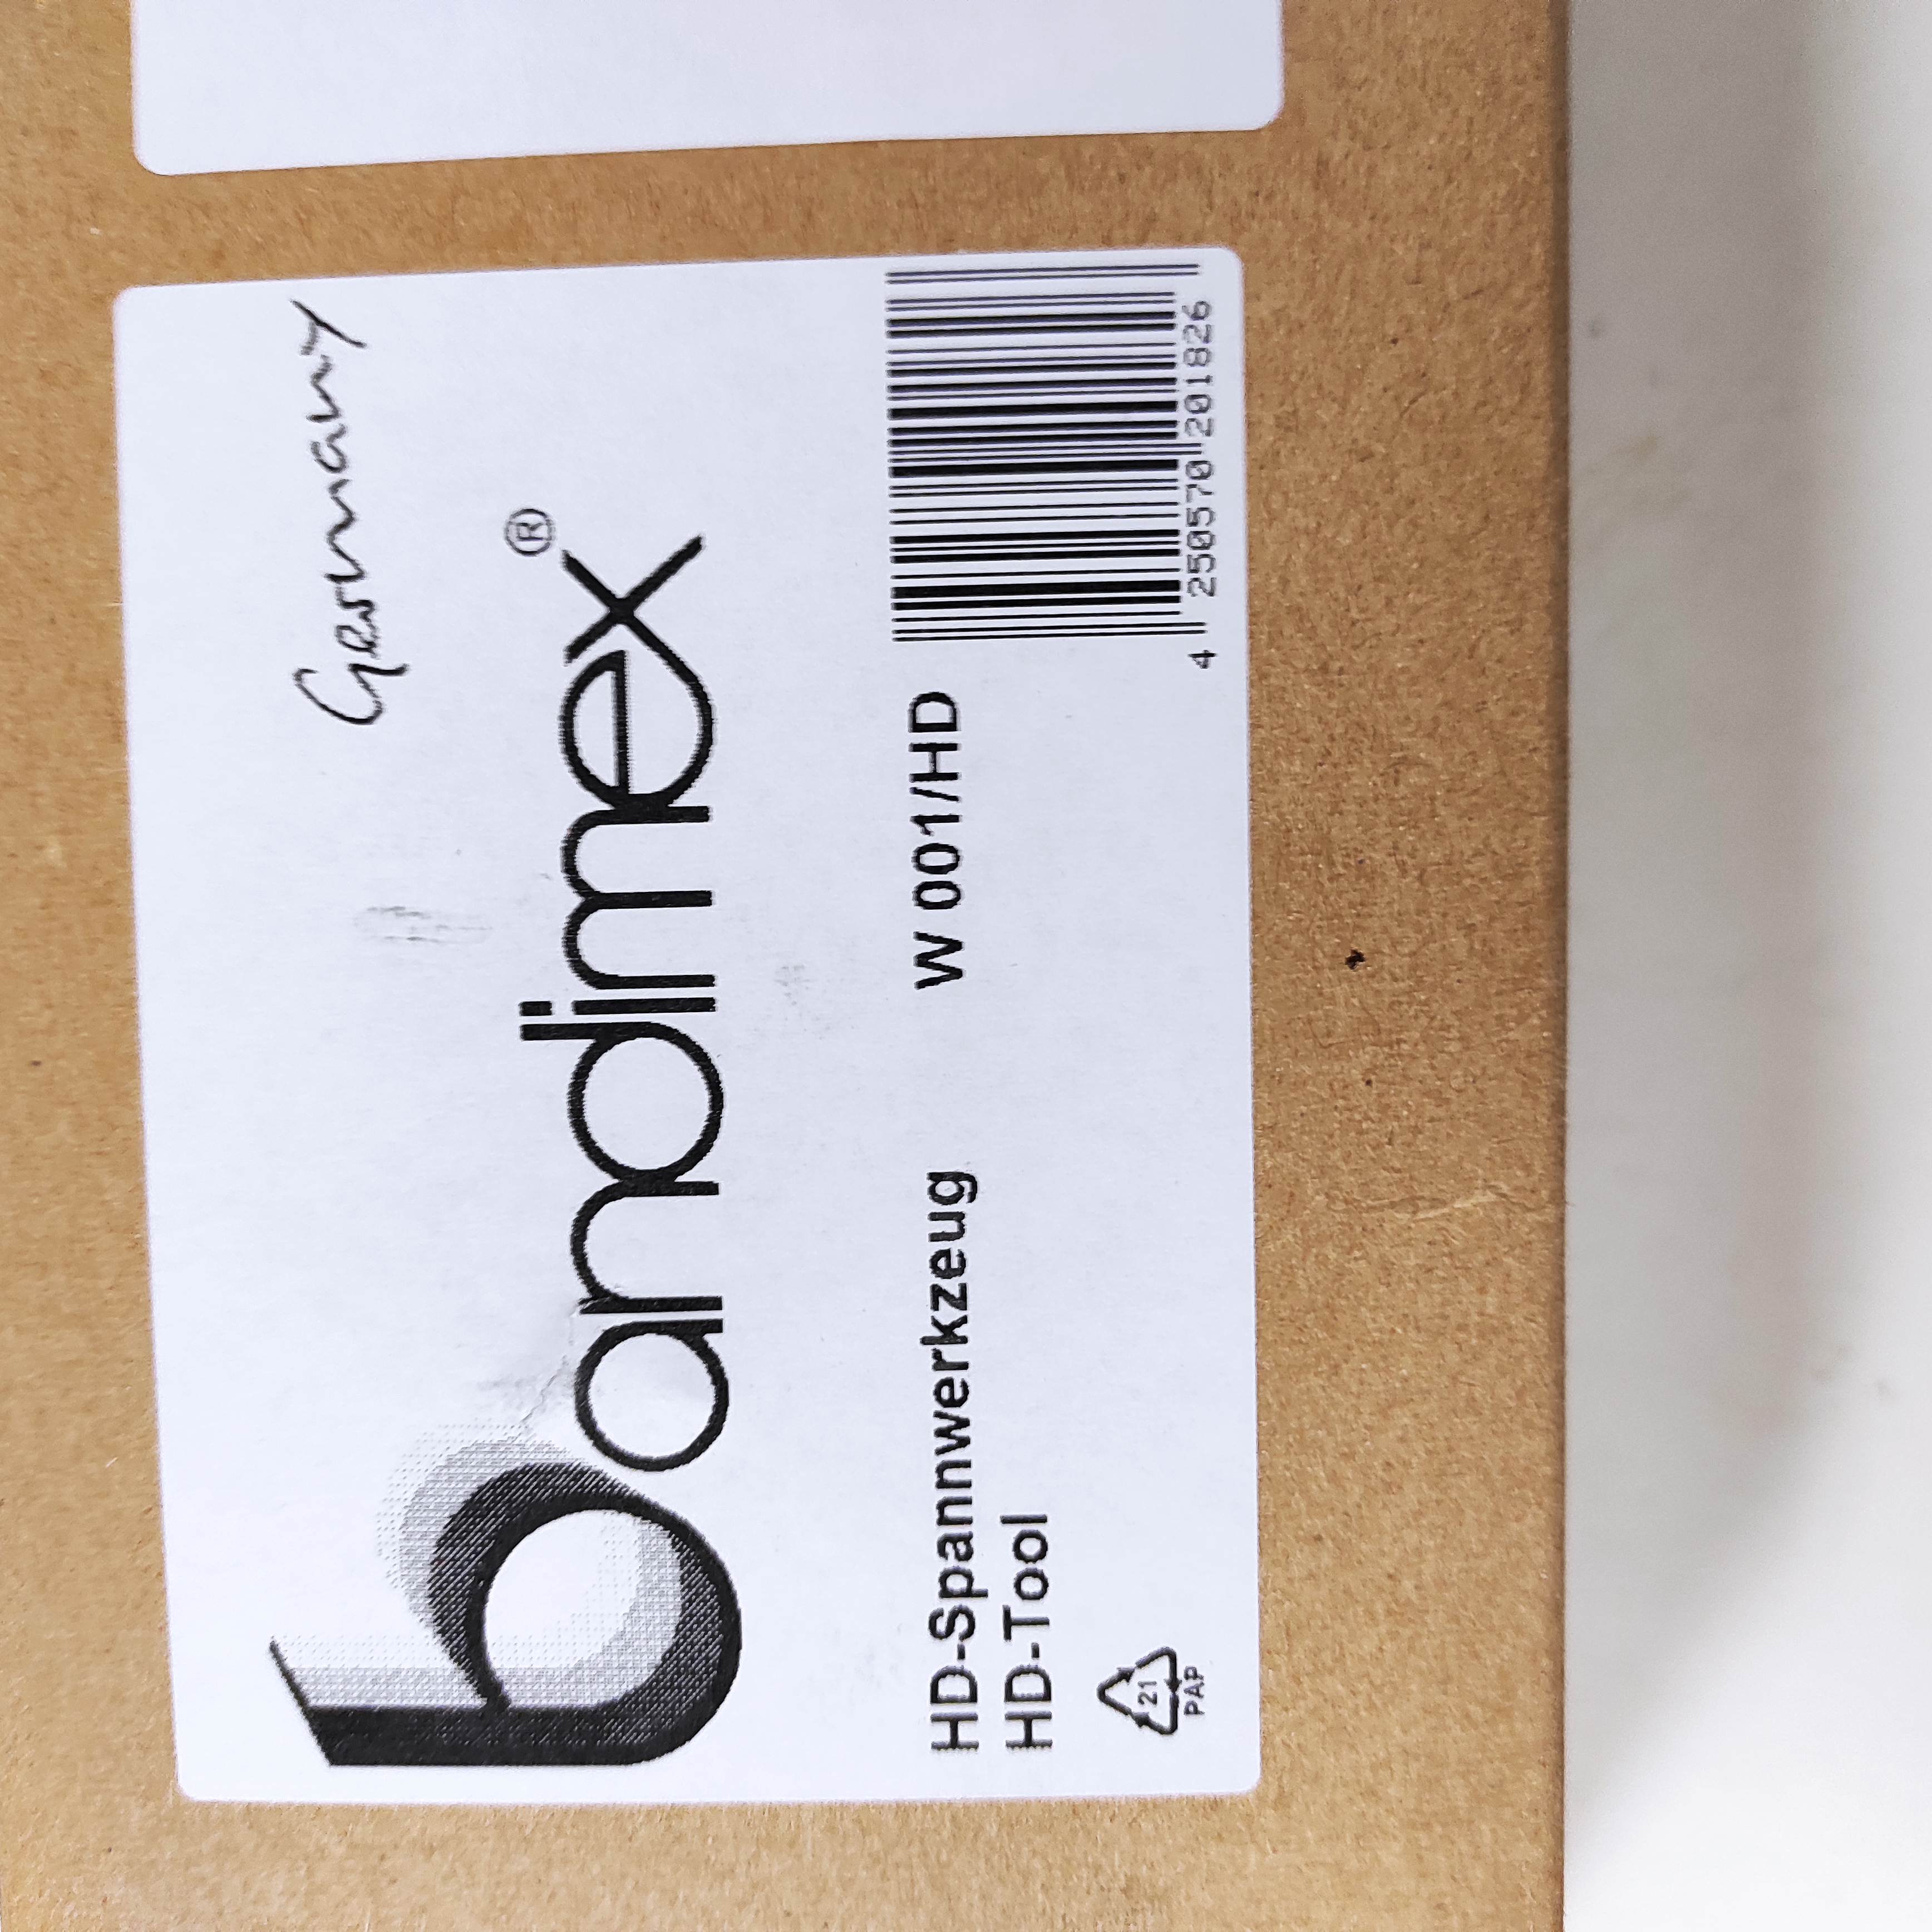 Germany
bandimex®
HD-Spannwerkzeug W 001/HD
HD-Tool
4 250570 201826
21
PAP